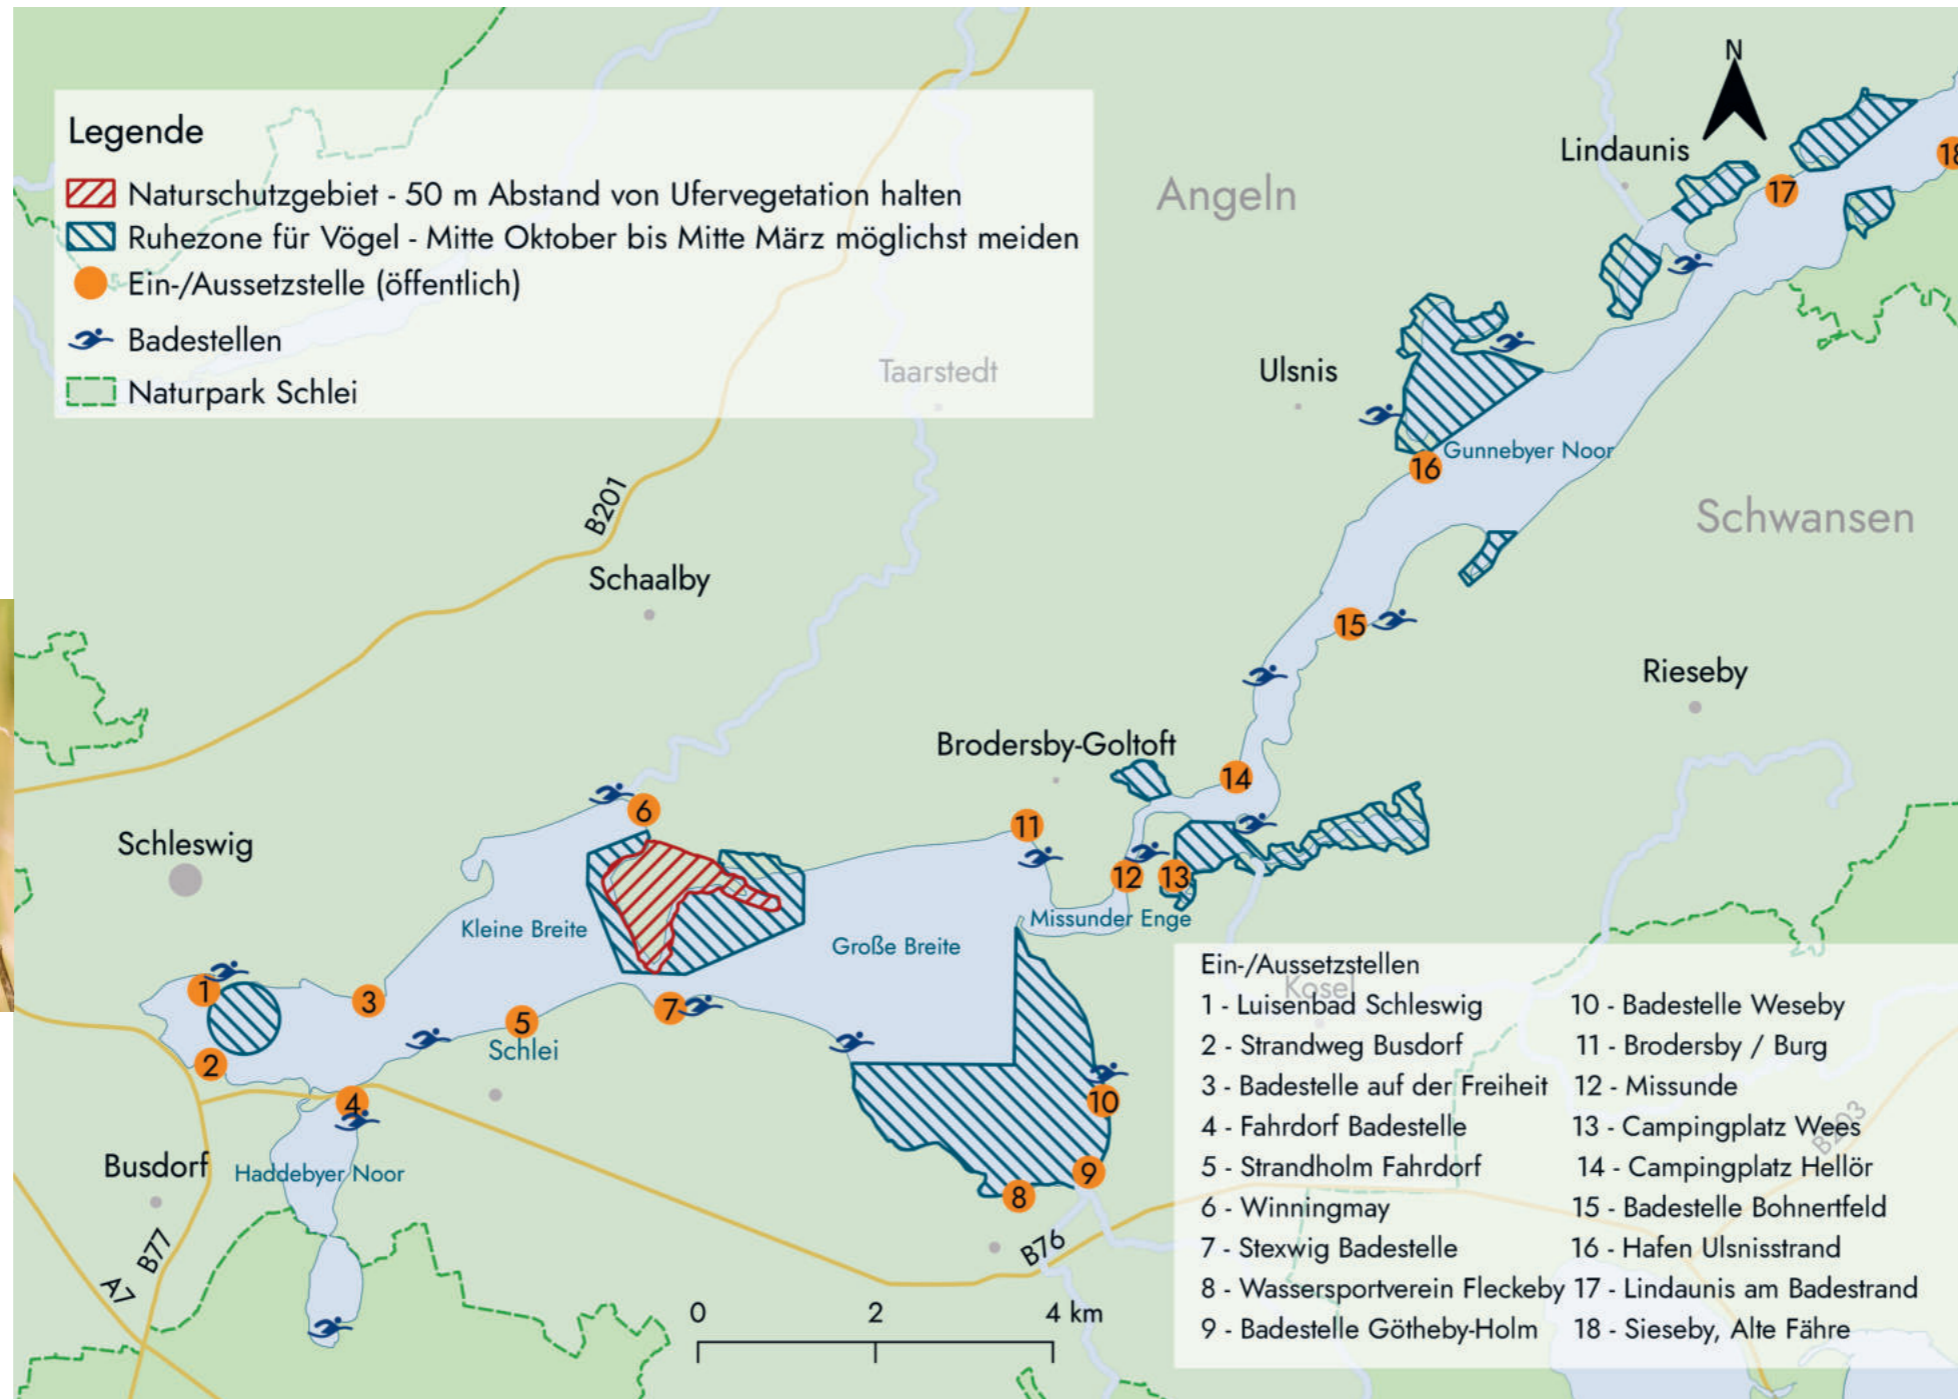 N
Legende
Naturschutzgebiet - 50 m Abstand von Ufervegetation halten
Ruhezone für Vögel - Mitte Oktober bis Mitte März möglichst meiden
Ein-/Aussetzstelle (öffentlich)
Badestellen
Naturpark Schlei
Lindaunis
18
17
Angeln
Taarstedt
Ulsnis
Gunnebyer Noor
16
B201
Schwansen
Schaalby
15
Rieseby
Brodersby-Goltoft
14
6
11
Schleswig
12
13
Missunder Enge
Kleine Breite
Große Breite
1
3
7
5
Schlei
2
4
10
Busdorf
Haddebyer Noor
9
8
B76
B77
A7
0 2 4 km
Kosel
B203
Ein-/Aussetzstellen
1 - Luisenbad Schleswig
2 - Strandweg Busdorf
3 - Badestelle auf der Freiheit
4 - Fahrdorf Badestelle
5 - Strandholm Fahrdorf
6 - Winningmay
7 - Stexwig Badestelle
8 - Wassersportverein Fleckeby
9 - Badestelle Götheby-Holm
10 - Badestelle Weseby
11 - Brodersby / Burg
12 - Missunde
13 - Campingplatz Wees
14 - Campingplatz Hellör
15 - Badestelle Bohnertfeld
16 - Hafen Ulsnisstrand
17 - Lindaunis am Badestrand
18 - Sieseby, Alte Fähre